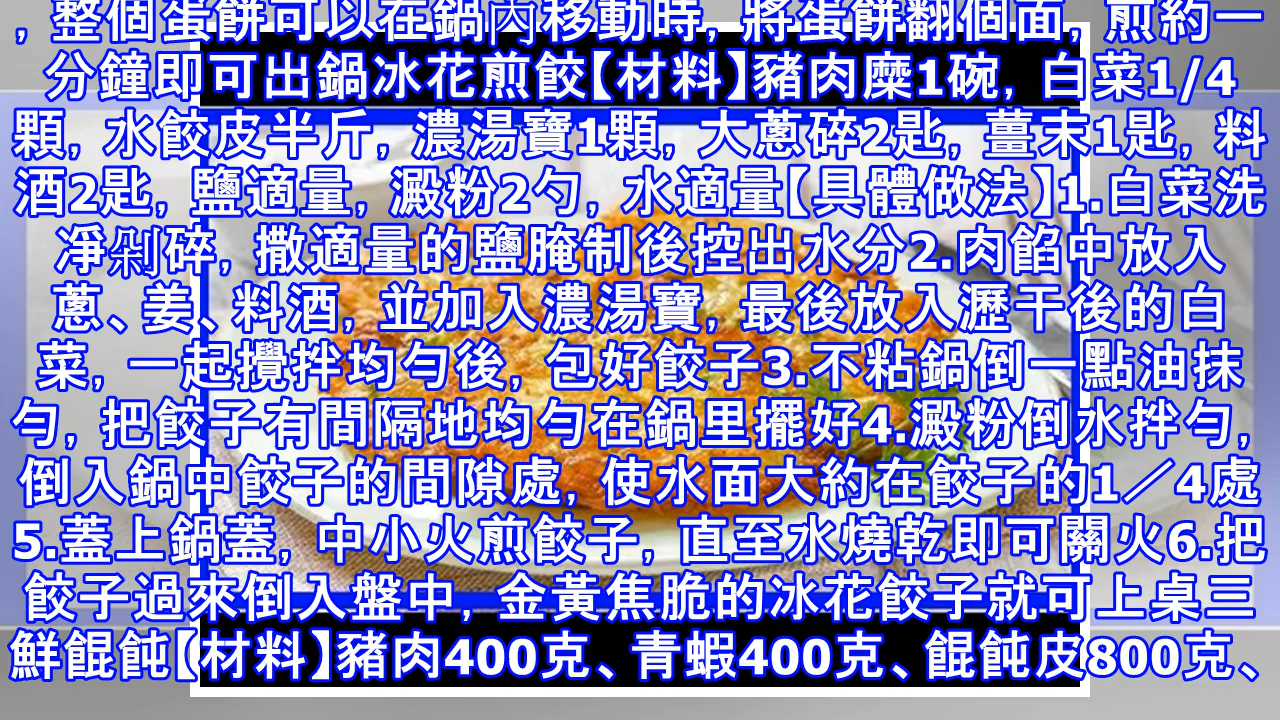 , 整個蛋餅可以在鍋內移動時, 將蛋餅翻個面, 煎約一
分鐘即可出鍋冰花煎餃【材料】豬肉糜1碗, 白菜1/4
顆, 水餃皮半斤, 濃湯寶1顆, 大蔥碎2匙, 薑末1匙, 料
酒2匙, 鹽適量, 澱粉2勺, 水適量【具體做法】1.白菜洗
凈剁碎, 撒適量的鹽腌制後控出水分2.肉餡中放入
蔥、姜、料酒, 並加入濃湯寶, 最後放入瀝干後的白
菜, 一起攪拌均勻後, 包好餃子3.不粘鍋倒一點油抹
勻, 把餃子有間隔地均勻在鍋里擺好4.澱粉倒水拌勻,
倒入鍋中餃子的間隙處, 使水面大約在餃子的1／4處
5.蓋上鍋蓋, 中小火煎餃子, 直至水燒乾即可關火6.把
餃子過來倒入盤中, 金黃焦脆的冰花餃子就可上桌三
鮮餛飩【材料】豬肉400克、青蝦400克、餛飩皮800克、